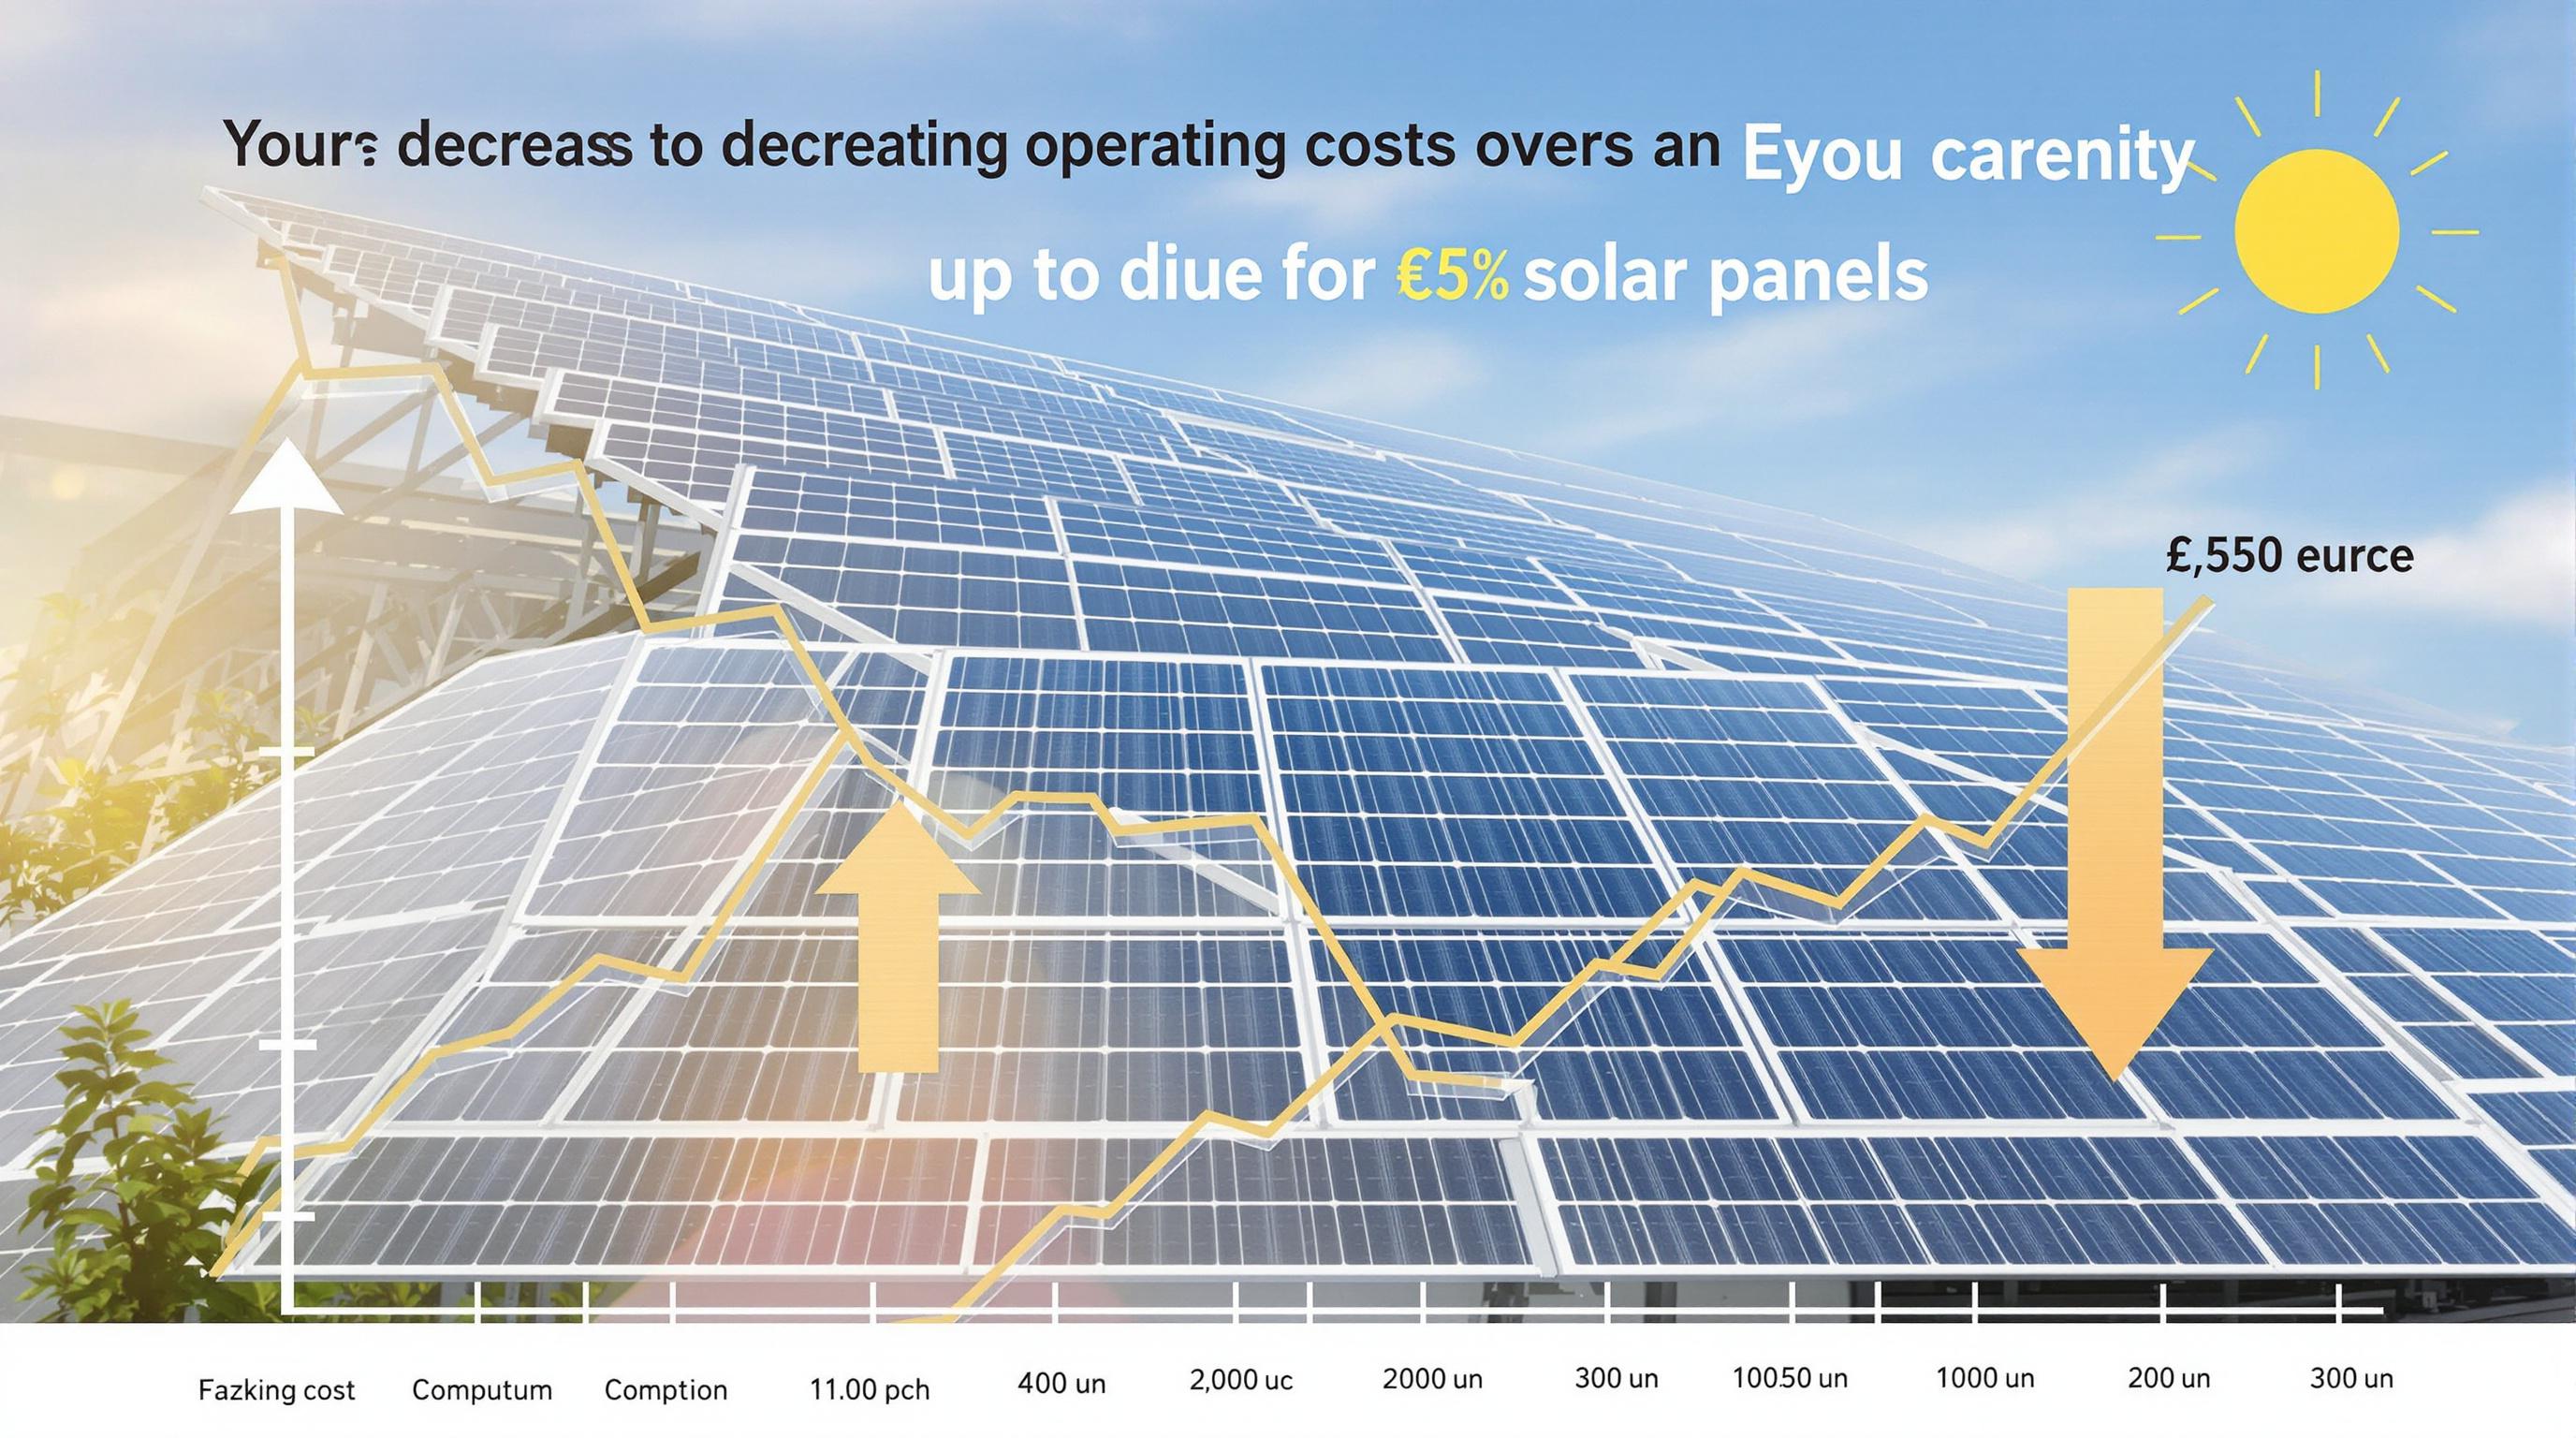 Yours decreass to decreating operating costs overs an Eyou carenity
up to diue for €5% solar panels
£,550 eurce
Fazking cost Computum Comption 11.00 pch 400 un 2,000 uc 2000 un 300 un 10050 un 1000 un 200 un 300 un